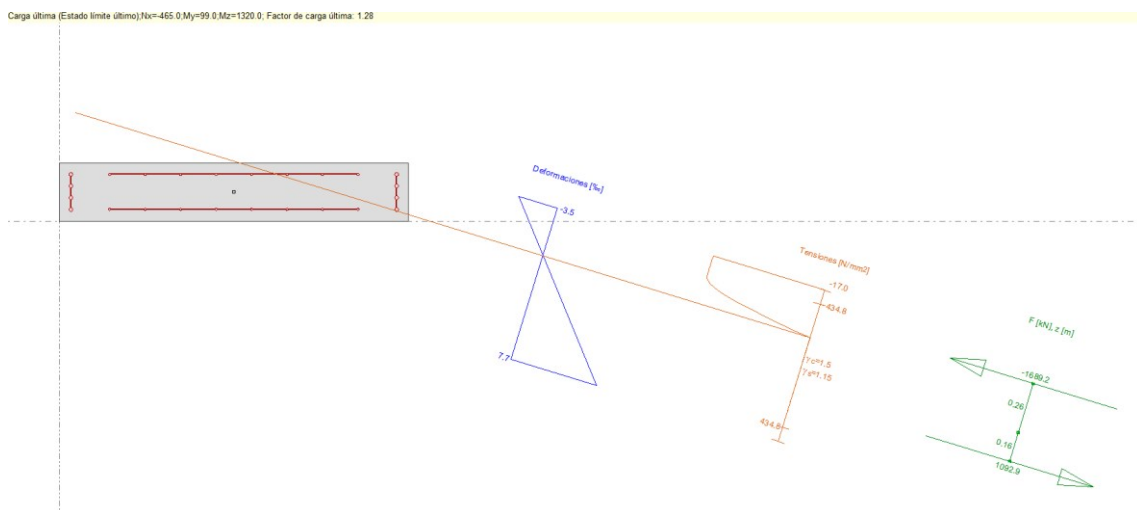 Carga última (Estado límite último);Nx=-465.0;My=99.0;Mz=1320.0; Factor de carga última: 1.28
Deformaciones [‰]
-3.5
7.7
Tensiones [N/mm2]
-17.0
-434.8
γc=1.5
γs=1.15
434.8
F [kN], z [m]
-1689.2
0.26
0.16
1092.9